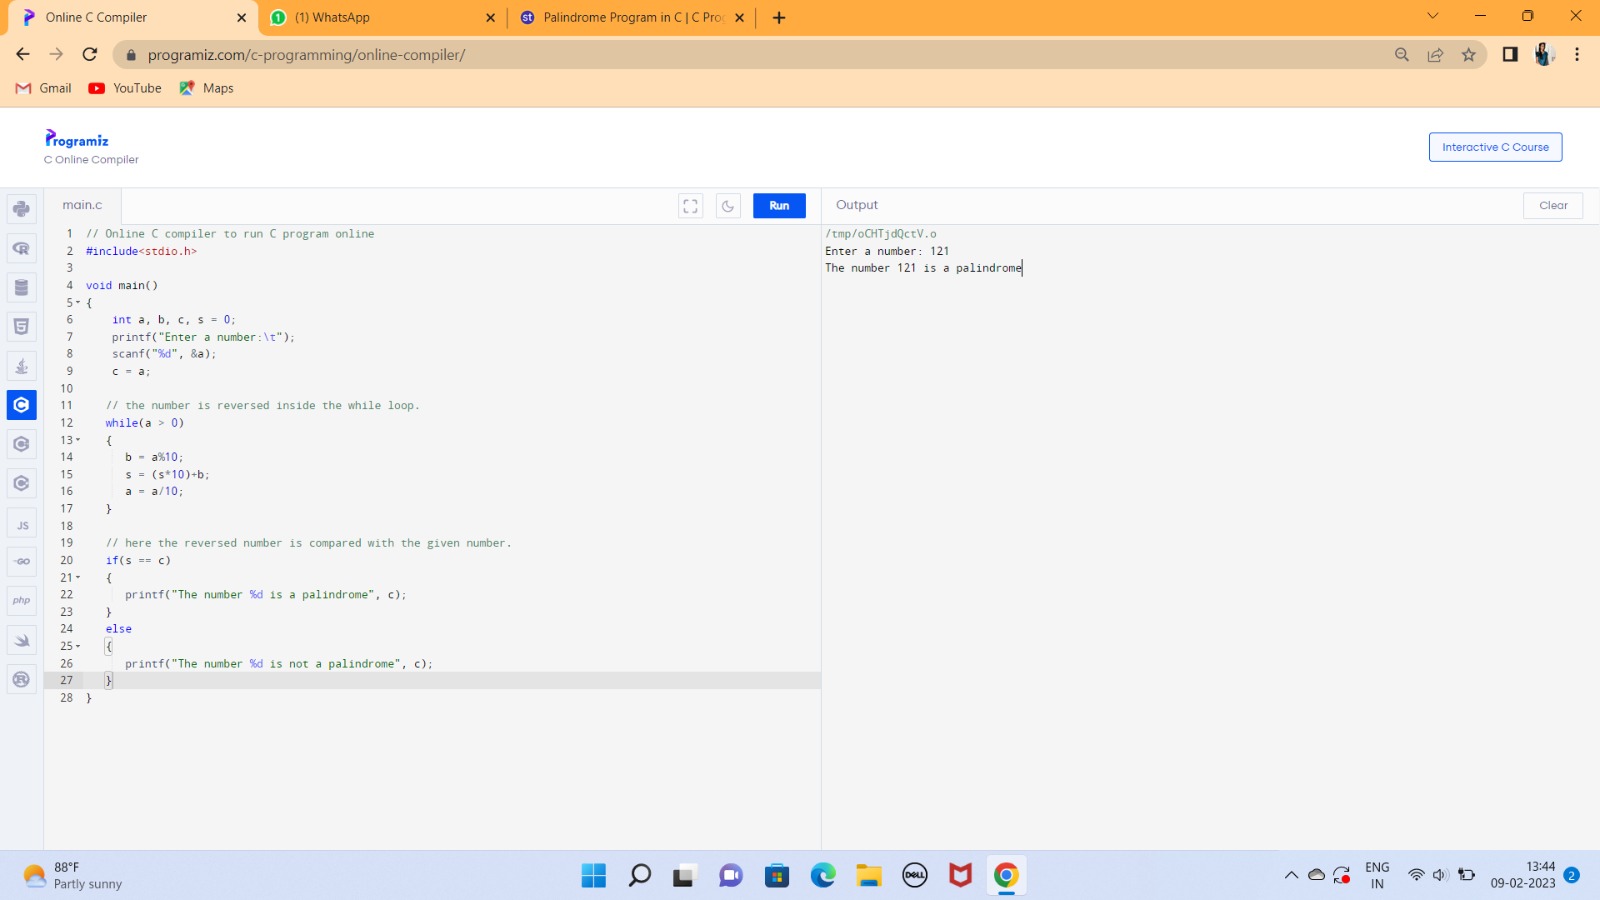 Online C Compiler
(1) WhatsApp
Palindrome Program in C | C Pro
programiz.com/c-programming/online-compiler/
Gmail
YouTube
Maps
Programiz
C Online Compiler
Interactive C Course
main.c
Run
1 // Online C compiler to run C program online
2 #include<stdio.h>
3
4 void main()
5 {
6 int a, b, c, s = 0;
7 printf("Enter a number:\t");
8 scanf("%d", &a);
9 c = a;
10
11 // the number is reversed inside the while loop.
12 while(a > 0)
13 {
14 b = a%10;
15 s = (s*10)+b;
16 a = a/10;
17 }
18
19 // here the reversed number is compared with the given number.
20 if(s == c)
21 {
22 printf("The number %d is a palindrome", c);
23 }
24 else
25 {
26 printf("The number %d is not a palindrome", c);
27 }
28 }
Output
Clear
/tmp/oCHTjdQctV.o
Enter a number: 121
The number 121 is a palindrome
JS
GO
php
88°F
Partly sunny
DELL
ENG
IN
13:44
09-02-2023
2